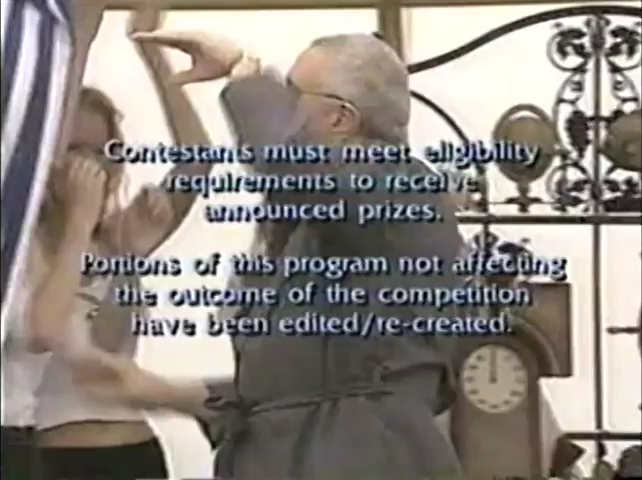 Contestants must meet eligibility
requirements to receive
announced prizes.
Portions of this program not affecting
the outcome of the competition
have been edited/re-created.